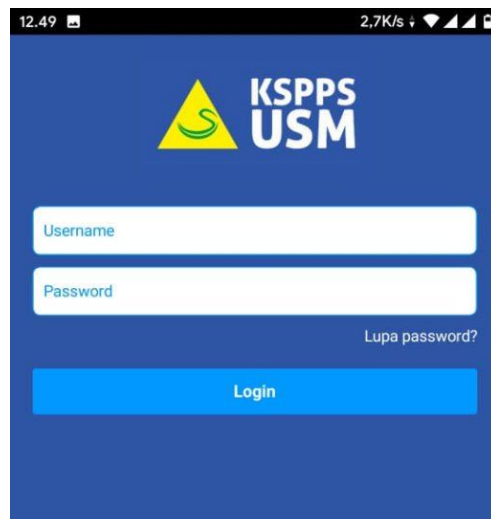 12.49 2,7K/s
KSPPS
USM
Username
Password
Lupa password?
Login